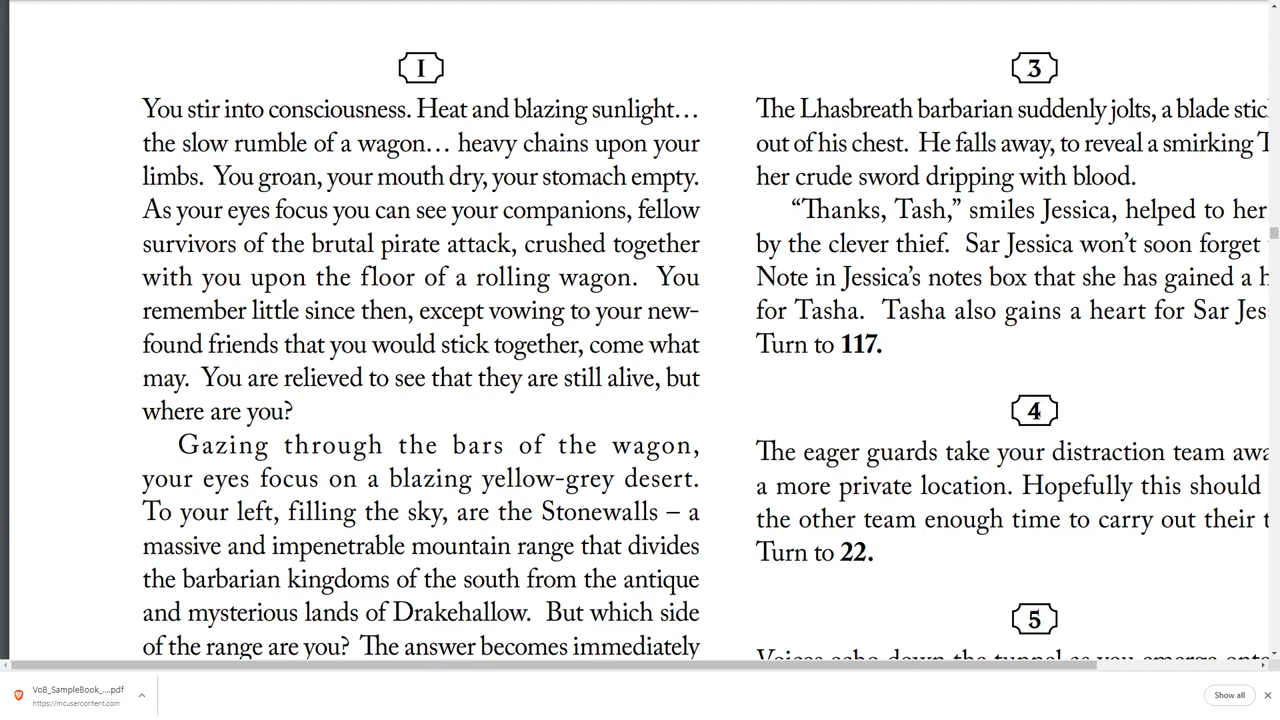 1
You stir into consciousness. Heat and blazing sunlight…
the slow rumble of a wagon… heavy chains upon your
limbs. You groan, your mouth dry, your stomach empty.
As your eyes focus you can see your companions, fellow
survivors of the brutal pirate attack, crushed together
with you upon the floor of a rolling wagon. You
remember little since then, except vowing to your new-
found friends that you would stick together, come what
may. You are relieved to see that they are still alive, but
where are you?
Gazing through the bars of the wagon,
your eyes focus on a blazing yellow-grey desert.
To your left, filling the sky, are the Stonewalls – a
massive and impenetrable mountain range that divides
the barbarian kingdoms of the south from the antique
and mysterious lands of Drakehallow. But which side
of the range are you? The answer becomes immediately
3
The Lhasbreath barbarian suddenly jolts, a blade
out of his chest. He falls away, to reveal a smirking
her crude sword dripping with blood.
“Thanks, Tash,” smiles Jessica, helped to her
by the clever thief. Sar Jessica won’t soon forget
Note in Jessica’s notes box that she has gained a
for Tasha. Tasha also gains a heart for Sar
Turn to 117.
4
The eager guards take your distraction team
a more private location. Hopefully this should
the other team enough time to carry out their
Turn to 22.
5
Voices echo down the tunnel as you emerge
VoB_SampleBook_....pdf
https://mcusercontent.com
Show all